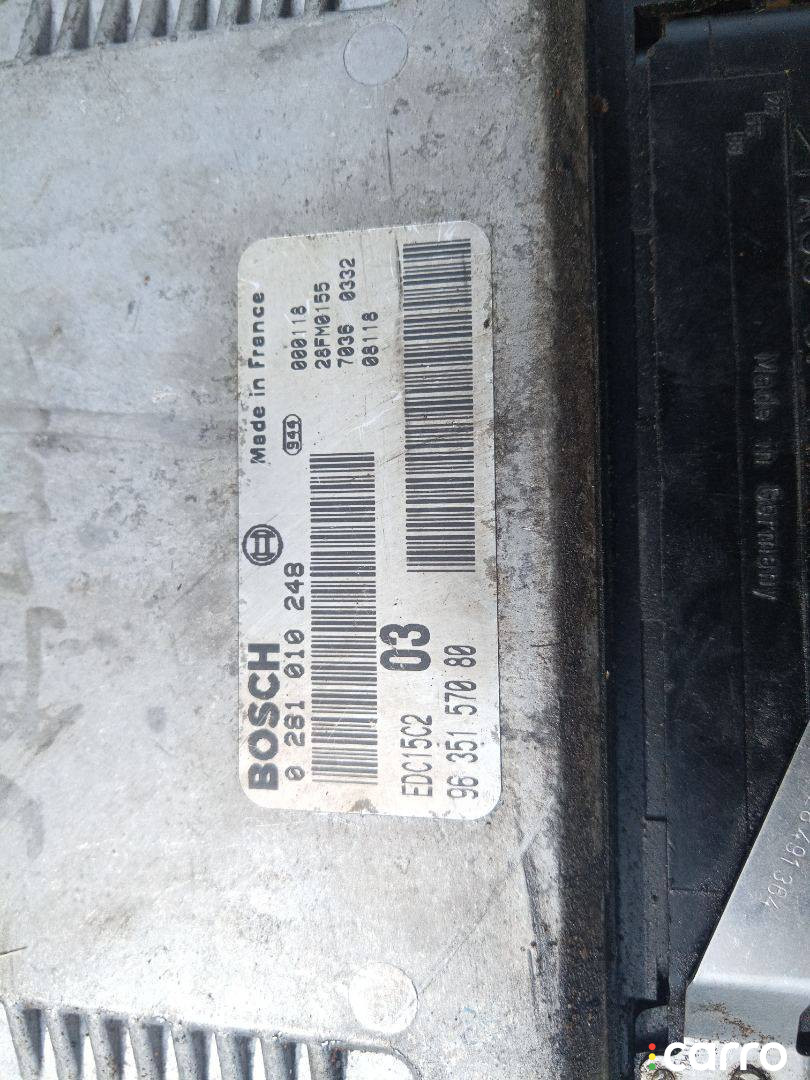 BOSCH
0 281 010 248
Made in France
944
000118
28FM0155
7036 0332
08118
EDC15C2 03
96 351 570 80
Made in Germany
carro